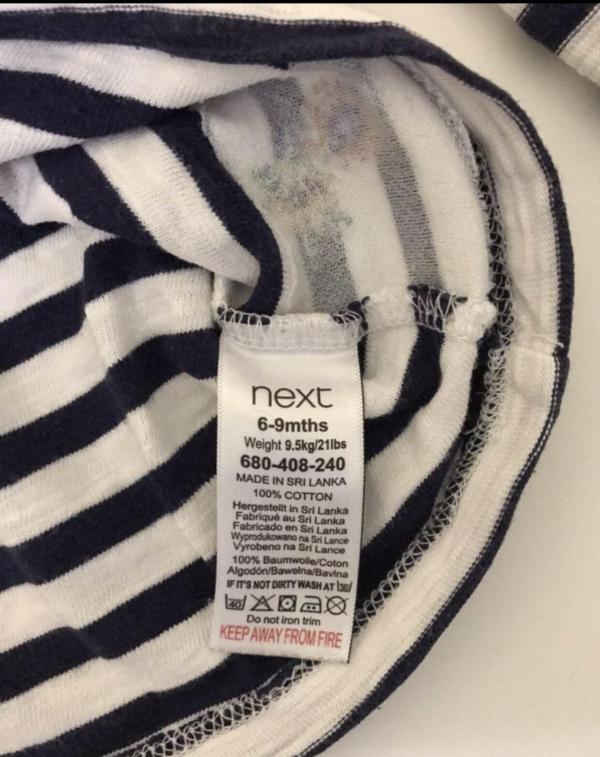 next
6-9mths
Weight 9.5kg/21lbs
680-408-240
MADE IN SRI LANKA
100% COTTON
Hergestellt in Sri Lanka
Fabriqué au Sri Lanka
Fabricado en Sri Lanka
Wyprodukowano na Sri Lance
Vyrobeno na Sri Lance
100% Baumwolle/Coton
Algodón/Bawełna/Bavlna
IF IT'S NOT DIRTY WASH AT 30
40
Do not iron trim
KEEP AWAY FROM FIRE